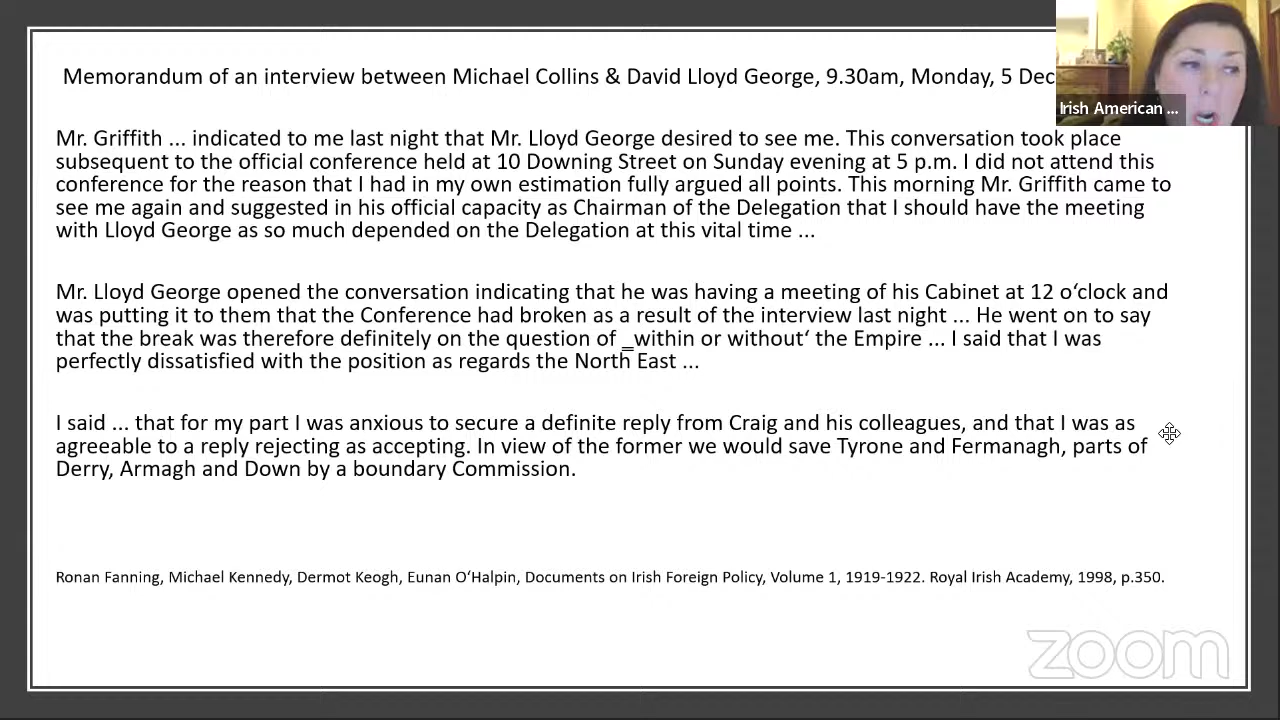 Memorandum of an interview between Michael Collins & David Lloyd George, 9.30am, Monday, 5 Dec
Irish American ...
Mr. Griffith ... indicated to me last night that Mr. Lloyd George desired to see me. This conversation took place
subsequent to the official conference held at 10 Downing Street on Sunday evening at 5 p.m. I did not attend this
conference for the reason that I had in my own estimation fully argued all points. This morning Mr. Griffith came to
see me again and suggested in his official capacity as Chairman of the Delegation that I should have the meeting
with Lloyd George as so much depended on the Delegation at this vital time ...
Mr. Lloyd George opened the conversation indicating that he was having a meeting of his Cabinet at 12 o‘clock and
was putting it to them that the Conference had broken as a result of the interview last night ... He went on to say
that the break was therefore definitely on the question of ‗within or without‘ the Empire ... I said that I was
perfectly dissatisfied with the position as regards the North East ...
I said ... that for my part I was anxious to secure a definite reply from Craig and his colleagues, and that I was as
agreeable to a reply rejecting as accepting. In view of the former we would save Tyrone and Fermanagh, parts of
Derry, Armagh and Down by a boundary Commission.
Ronan Fanning, Michael Kennedy, Dermot Keogh, Eunan O‘Halpin, Documents on Irish Foreign Policy, Volume 1, 1919-1922. Royal Irish Academy, 1998, p.350.
zoom